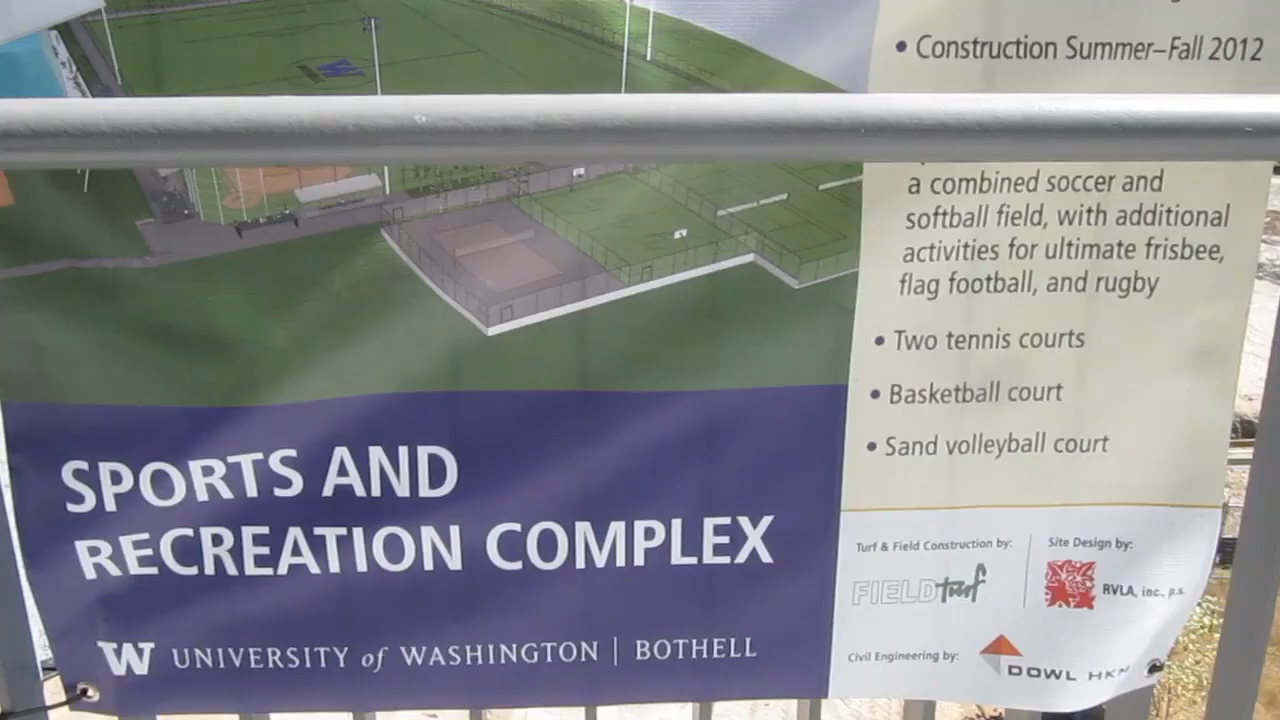 • Construction Summer–Fall 2012
a combined soccer and
softball field, with additional
activities for ultimate frisbee,
flag football, and rugby
• Two tennis courts
• Basketball court
• Sand volleyball court
SPORTS AND
RECREATION COMPLEX
W UNIVERSITY of WASHINGTON | BOTHELL
Turf & Field Construction by:
FIELDturf
Site Design by:
RVLA, inc., p.s.
Civil Engineering by:
DOWL HKM
W